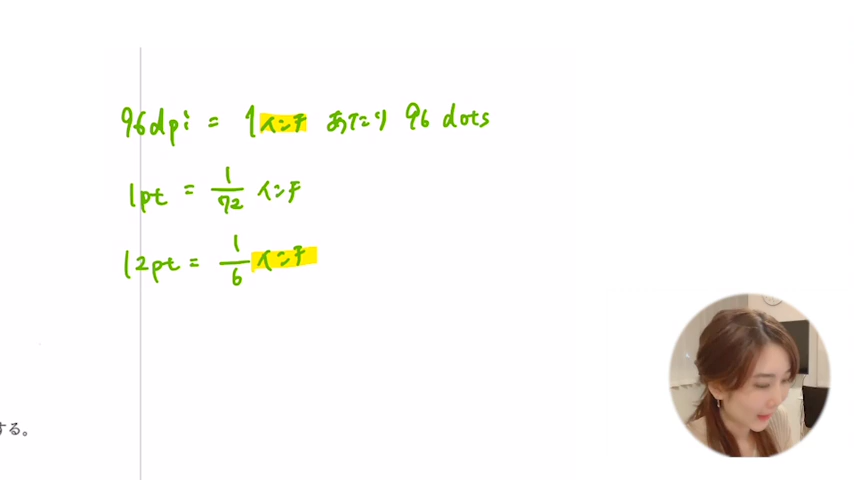 96dpi = 1インチ あたり 96 dots
1pt = 1/72 インチ
12pt = 1/6 インチ
する。